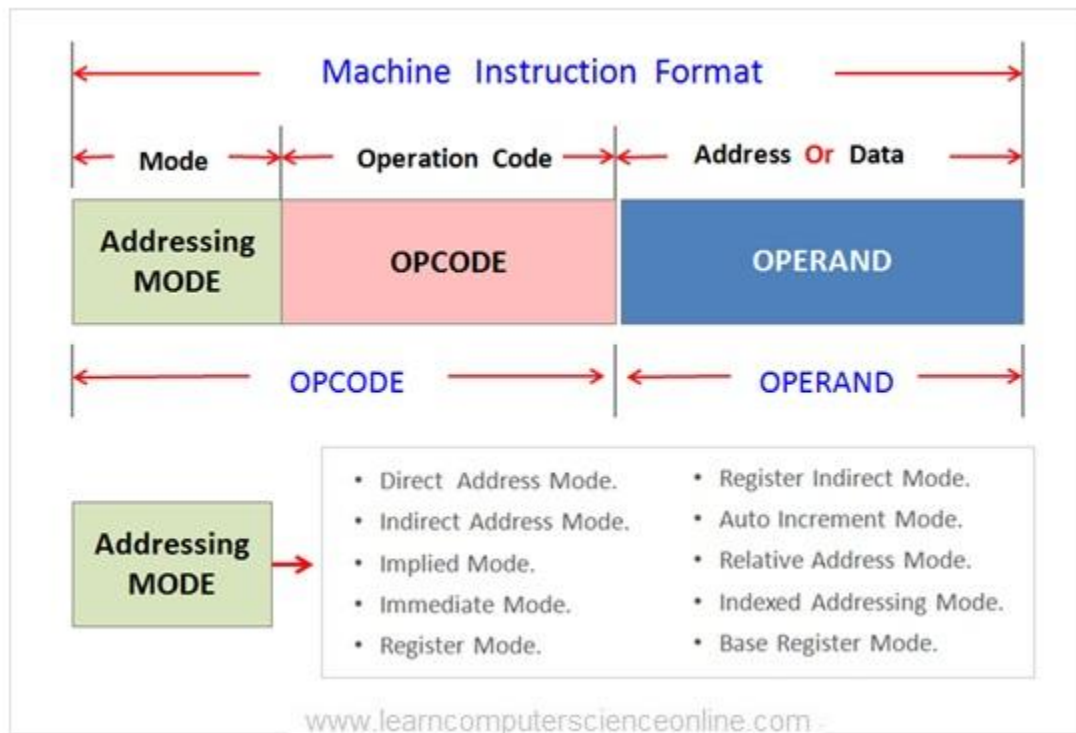 Machine Instruction Format
Mode
Operation Code
Address Or Data
Addressing
MODE
OPCODE
OPERAND
OPCODE
OPERAND
Addressing
MODE
• Direct Address Mode.
• Indirect Address Mode.
• Implied Mode.
• Immediate Mode.
• Register Mode.
• Register Indirect Mode.
• Auto Increment Mode.
• Relative Address Mode.
• Indexed Addressing Mode.
• Base Register Mode.
www.learncomputerscienceonline.com